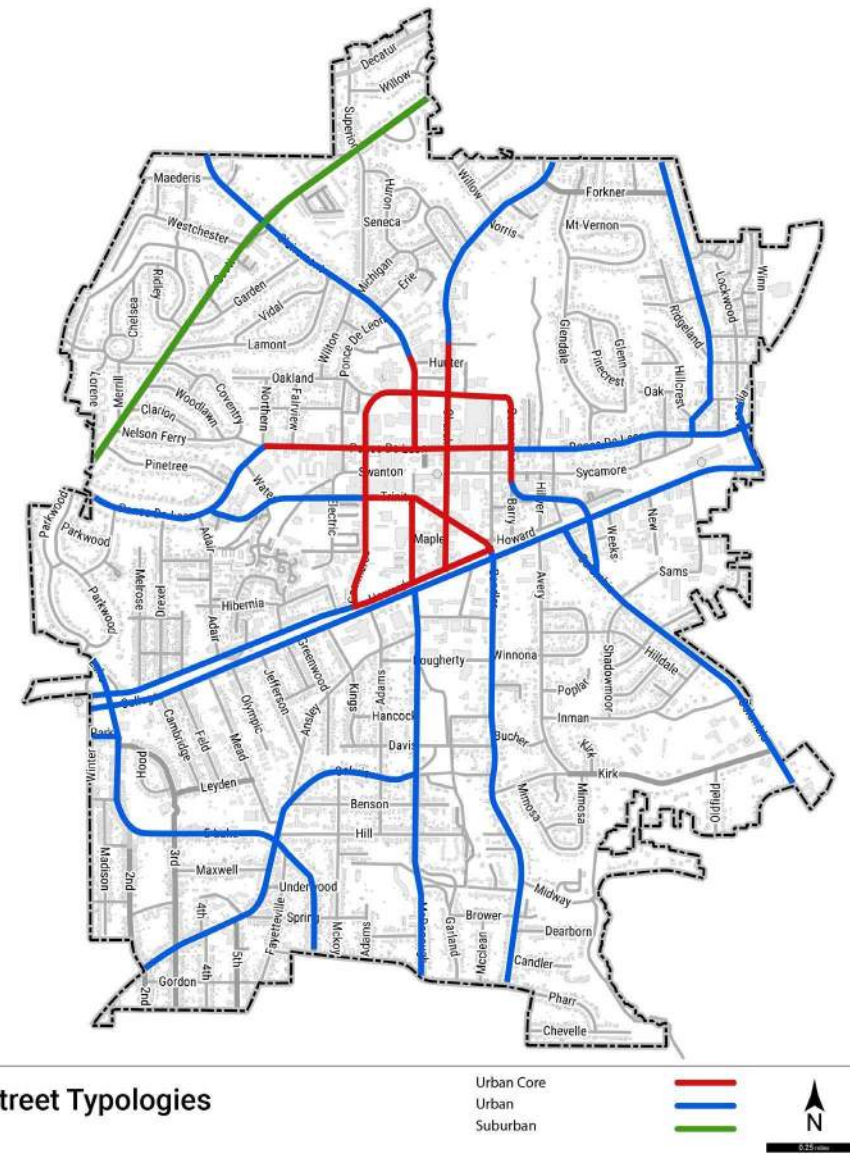 Decatur
Willow
Superior
Maederis
Willow
Forkner
Huron
Seneca
Norris
Mt Vernon
Westchester
Michigan
Erie
Ridley
Garden
Vidal
Chelsea
Lockwood
Winn
Ridgeland
Glenn
Pinecrest
Glendale
Wilton
Ponce De Leon
Lamont
Hunter
Oakland
Lorene
Merrill
Northern
Fairview
Coventry
Woodlawn
Clarion
Oak
Hillcrest
Nelson Ferry
Pinetree
Swanton
Sycamore
Parkwood
Parkwood
Adair
Electric
Maple
Barry
Hillyer
Howard
Weeks
New
Sams
Parkwood
Melrose
Drexel
Hibernia
Adair
Avery
Greenwood
Dougherty
Winnona
Shadowmoor
Hilldale
Jefferson
Kings
Adams
Poplar
Olympic
Ansley
Hancock
Inman
Cambridge
Feld
Mead
Davis
Bucher
Kirk
Kirk
Hood
Winter
Leyden
Benson
Hill
Mimosa
Mimosa
Oldfield
Madison
2nd
3rd
Maxwell
Underwood
Midway
4th
Fayetteville
Spring
Mckoy
Adams
Garland
Mcclean
Brower
Dearborn
Candler
4th
5th
Gordon
2nd
Pharr
Chevelle
treet Typologies
Urban Core
Urban
Suburban
N
0.25 miles